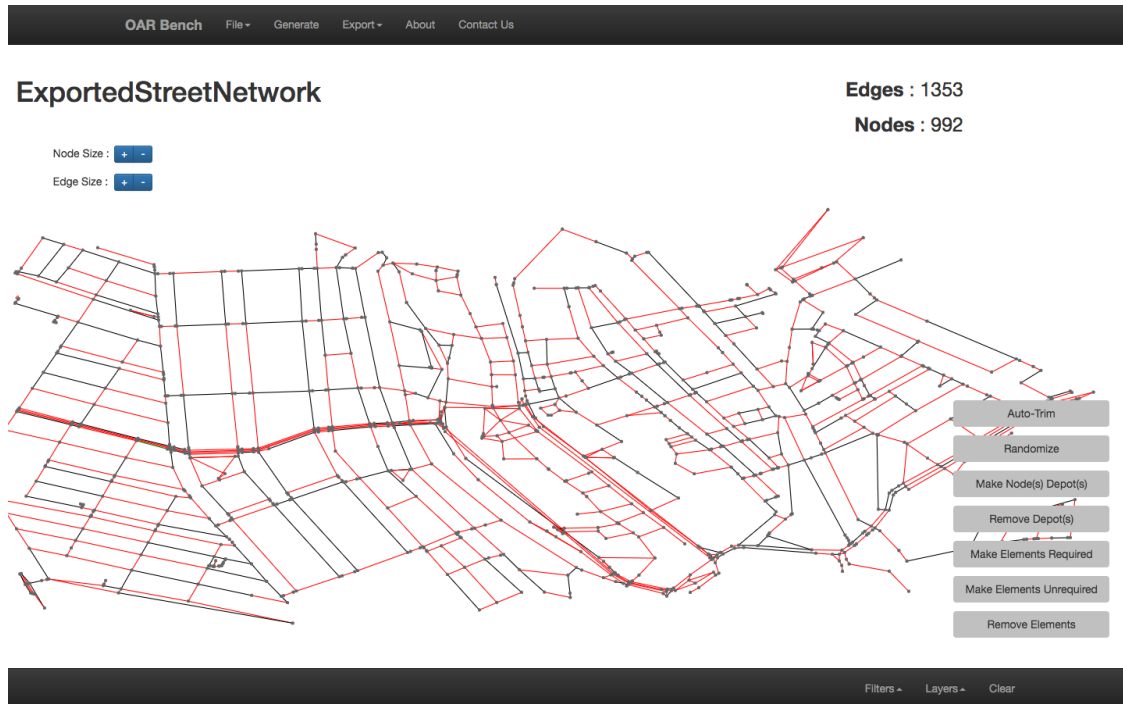 OAR Bench File Generate Export About Contact Us
ExportedStreetNetwork
Edges : 1353
Nodes : 992
Node Size : + -
Edge Size : + -
Auto-Trim
Randomize
Make Node(s) Depot(s)
Remove Depot(s)
Make Elements Required
Make Elements Unrequired
Remove Elements
Filters Layers Clear